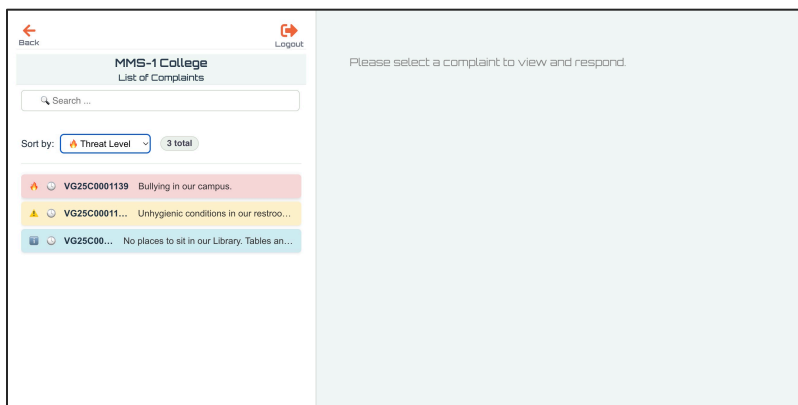 Back
Logout
MMS-1 College
List of Complaints
Search ...
Sort by: Threat Level 3 total
VG25C0001139 Bullying in our campus.
VG25C00011... Unhygienic conditions in our restroo...
VG25C00... No places to sit in our Library. Tables an...
Please select a complaint to view and respond.